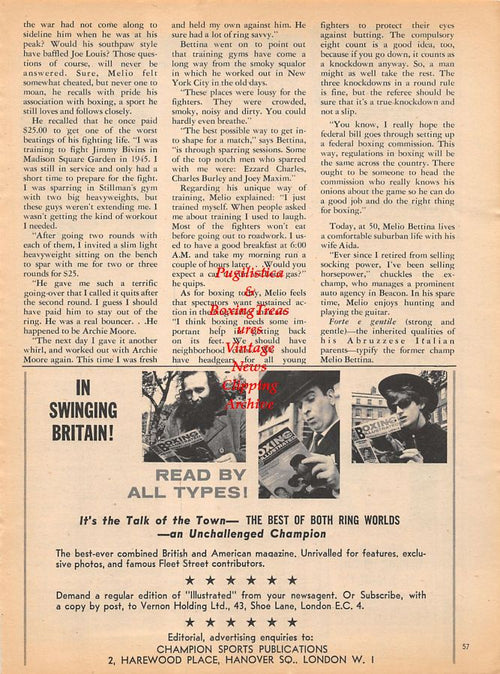 the war had not come along to
sideline him when he was at his
peak? Would his southpaw style
have baffled Joe Louis? Those ques-
tions of course, will never be
answered. Sure, Melio felt
somewhat cheated, but never one to
moan, he recalls with pride his
association with boxing, a sport he
still loves and follows closely.
He recalled that he once paid
$25.00 to get one of the worst
beatings of his fighting life. "I was
training to fight Jimmy Bivins in
Madison Square Garden in 1945. I
was still in service and only had a
short time to prepare for the fight.
I was sparring in Stillman's gym
with two big heavyweights, but
these guys weren't extending me. I
wasn't getting the kind of workout
I needed.
"After going two rounds with
each of them, I invited a slim light
heavyweight sitting on the bench
to spar with me for two or three
rounds for $25.
"He gave me such a terrific
going-over that I called it quits after
the second round. I guess I should
have paid him to stay out of the
ring. He was a real bouncer. . .He
happened to be Archie Moore.
"The next day I gave it another
whirl, and worked out with Archie
Moore again. This time I was fresh
and held my own against him. He
sure had a lot of ring savvy."
Bettina went on to point out
that training gyms have come a
long way from the smoky squalor
in which he worked out in New
York City in the old days.
"These places were lousy for the
fighters. They were crowded,
smoky, noisy and dirty. You could
hardly even breathe."
"The best possible way to get in-
to shape for a match," says Bettina,
"is through sparring sessions. Some
of the top notch men who sparred
with me were: Ezzard Charles,
Charles Burley and Joey Maxim."
Regarding his unique way of
training, Melio explained: "I just
trained myself. When people asked
me about training I used to laugh.
Most of the fighters won't eat
before going out to roadwork. I us-
ed to have a good breakfast at 6:00
A.M. and take my morning run a
couple of hours later. . .Would you
expect a car to run without gas?"
he quips.
As for boxing today, Melio feels
that spectators want sustained ac-
tion in the
"I think boxing needs some im-
portant help in getting back
on its feet. We should have
neighborhood should
have headgears for all young
fighters to protect their eyes
against butting. The compulsory
eight count is a good idea, too,
because if you go down, it counts as
a knockdown anyway. So, a man
might as well take the rest. The
three knockdowns in a round rule
is fine, but the referee should be
sure that it's a true knockdown and
not a slip.
"You know, I really hope the
federal bill goes through setting up
a federal boxing commission. This
way, regulations in boxing will be
the same across the country. There
ought to be someone to head the
commission who really knows his
onions about the game so he can do
a good job and do the right thing
for boxing."
Today, at 50, Melio Bettina lives
a comfortable suburban life with his
wife Aida.
"Ever since I retired from selling
socking power, I've been selling
horsepower," chuckles the ex-
champ, who manages a prominent
auto agency in Beacon. In his spare
time, Melio enjoys hunting and
playing the guitar.
Forte e gentile (strong and
gentle)—the inherited qualities of
his Abruzzese Italian
parents—typify the former champ
Melio Bettina.
Pugilistica
&
Boxing Treas
ures
Vintage
News
Clipping
Archive
IN
SWINGING
BRITAIN!
READ BY
ALL TYPES!
BOXING
ILLUSTRATED
BOXING
ILLUSTRATED
BOXING
ILLUSTRATED
It's the Talk of the Town— THE BEST OF BOTH RING WORLDS
—an Unchallenged Champion
The best-ever combined British and American magazine. Unrivalled for features, exclu-
sive photos, and famous Fleet Street contributors.
★ ★ ★ ★ ★ ★
Demand a regular edition of "Illustrated" from your newsagent. Or Subscribe, with
a copy by post, to Vernon Holding Ltd., 43, Shoe Lane, London E.C. 4.
★ ★ ★ ★ ★ ★
Editorial, advertising enquiries to:
CHAMPION SPORTS PUBLICATIONS
2, HAREWOOD PLACE, HANOVER SQ., LONDON W. I
57